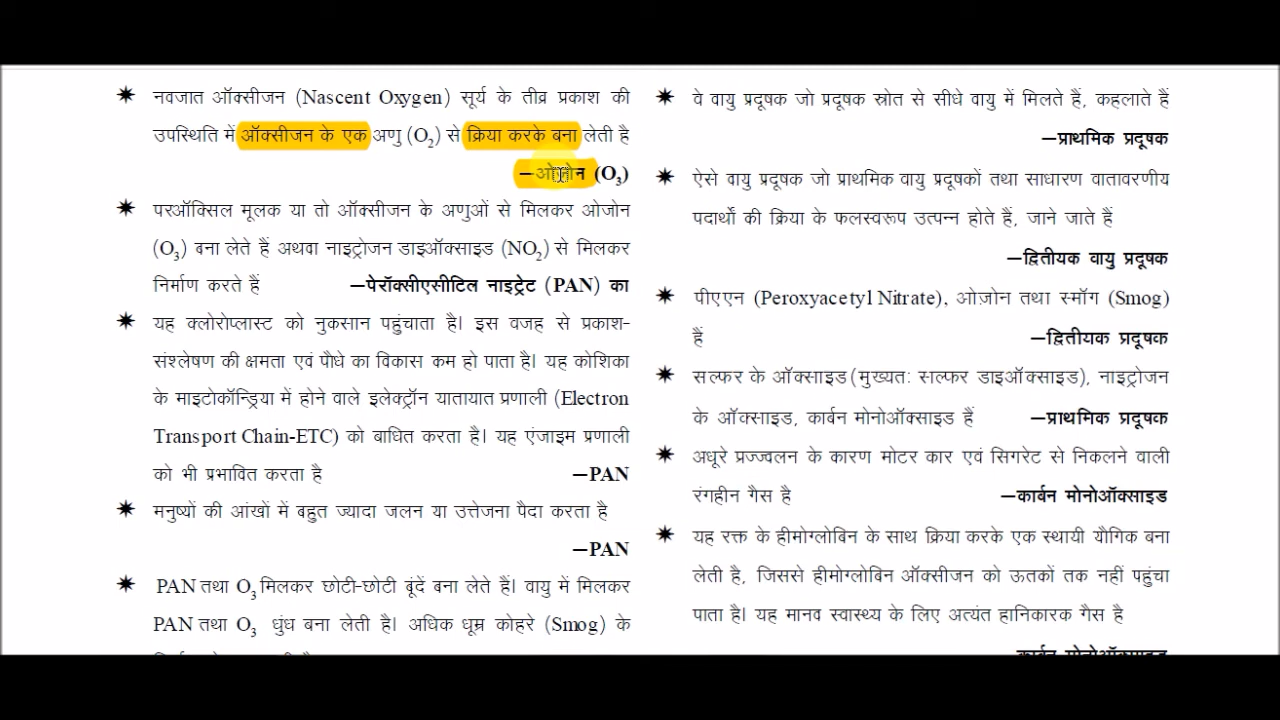 ✷ नवजात ऑक्सीजन (Nascent Oxygen) सूर्य के तीव्र प्रकाश की
उपस्थिति में ऑक्सीजन के एक अणु (O₂) से क्रिया करके बना लेती है
–ओजोन (O₃)
✷ परऑक्सिल मूलक या तो ऑक्सीजन के अणुओं से मिलकर ओजोन
(O₃) बना लेते हैं अथवा नाइट्रोजन डाइऑक्साइड (NO₂) से मिलकर
निर्माण करते हैं –पेरॉक्सीएसीटिल नाइट्रेट (PAN) का
✷ यह क्लोरोप्लास्ट को नुकसान पहुंचाता है। इस वजह से प्रकाश-
संश्लेषण की क्षमता एवं पौधे का विकास कम हो पाता है। यह कोशिका
के माइटोकॉन्ड्रिया में होने वाले इलेक्ट्रॉन यातायात प्रणाली (Electron
Transport Chain-ETC) को बाधित करता है। यह एंजाइम प्रणाली
को भी प्रभावित करता है –PAN
✷ मनुष्यों की आंखों में बहुत ज्यादा जलन या उत्तेजना पैदा करता है
–PAN
✷ PAN तथा O₃ मिलकर छोटी-छोटी बूंदें बना लेते हैं। वायु में मिलकर
PAN तथा O₃ धुंध बना लेती है। अधिक धूम्र कोहरे (Smog) के
✷ वे वायु प्रदूषक जो प्रदूषक स्रोत से सीधे वायु में मिलते हैं, कहलाते हैं
–प्राथमिक प्रदूषक
✷ ऐसे वायु प्रदूषक जो प्राथमिक वायु प्रदूषकों तथा साधारण वातावरणीय
पदार्थों की क्रिया के फलस्वरूप उत्पन्न होते हैं, जाने जाते हैं
–द्वितीयक वायु प्रदूषक
✷ पीएएन (Peroxyacetyl Nitrate), ओज़ोन तथा स्मॉग (Smog)
हैं –द्वितीयक प्रदूषक
✷ सल्फर के ऑक्साइड (मुख्यत: सल्फर डाइऑक्साइड), नाइट्रोजन
के ऑक्साइड, कार्बन मोनोऑक्साइड हैं –प्राथमिक प्रदूषक
✷ अधूरे प्रज्ज्वलन के कारण मोटर कार एवं सिगरेट से निकलने वाली
रंगहीन गैस है –कार्बन मोनोऑक्साइड
✷ यह रक्त के हीमोग्लोबिन के साथ क्रिया करके एक स्थायी यौगिक बना
लेती है, जिससे हीमोग्लोबिन ऑक्सीजन को ऊतकों तक नहीं पहुंचा
पाता है। यह मानव स्वास्थ्य के लिए अत्यंत हानिकारक गैस है
कार्बन मोनोऑक्साइड